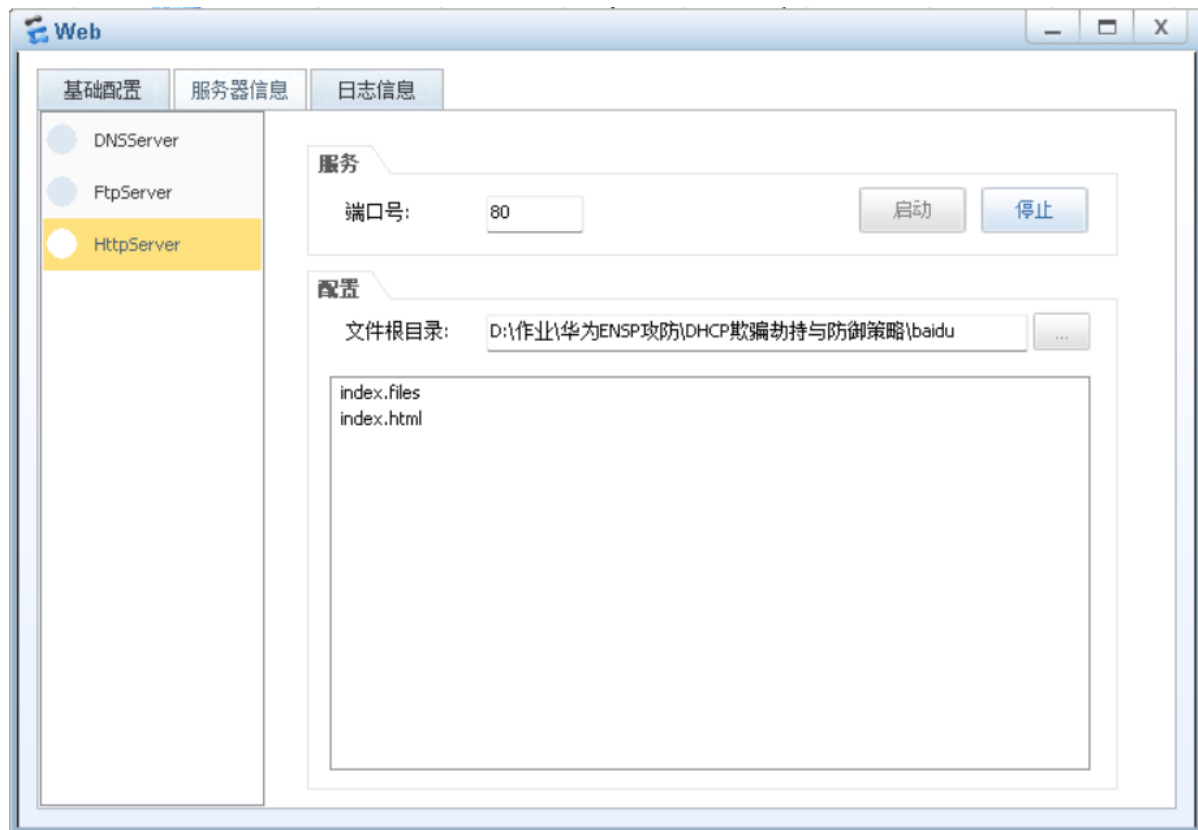 Web
基础配置 服务器信息 日志信息
DNSServer
FtpServer
HttpServer
服务
端口号: 80 启动 停止
配置
文件根目录: D:\作业\华为ENSP攻防\DHCP欺骗劫持与防御策略\baidu ...
index.files
index.html